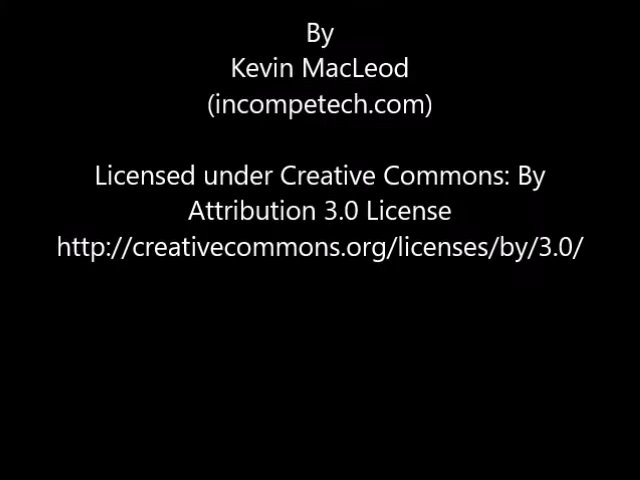 By
Kevin MacLeod
(incompetech.com)
Licensed under Creative Commons: By
Attribution 3.0 License
http://creativecommons.org/licenses/by/3.0/